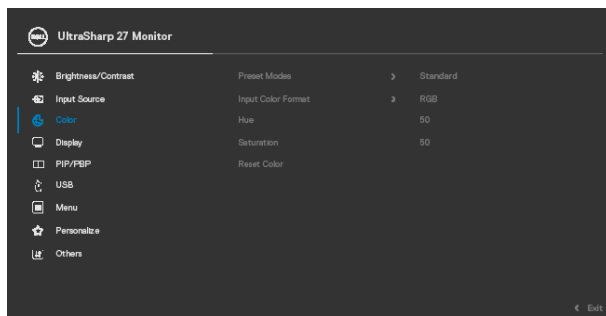 DELL UltraSharp 27 Monitor
Brightness/Contrast Preset Modes > Standard
Input Source Input Color Format > RGB
Color Hue 50
Display Saturation 50
PIP/PBP Reset Color
USB
Menu
Personalize
Others
< Exit